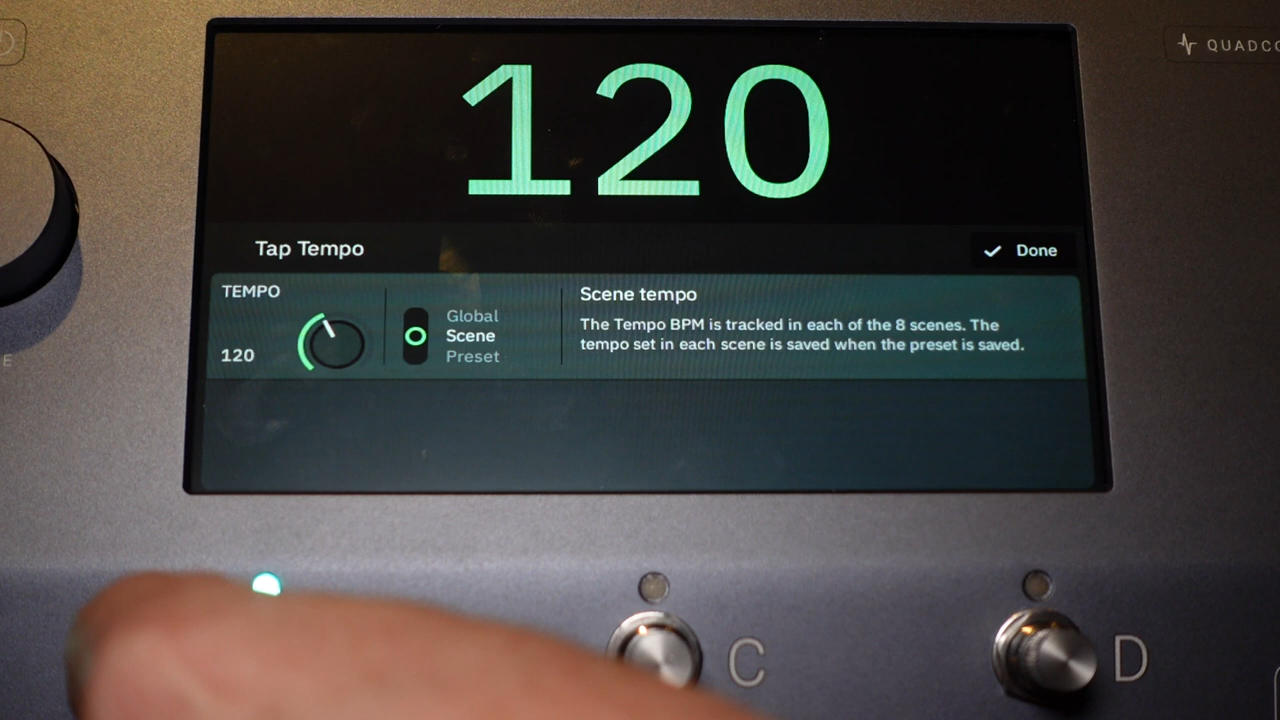 QUADCO
120
Tap Tempo
Done
TEMPO
120
Global
Scene
Preset
Scene tempo
The Tempo BPM is tracked in each of the 8 scenes. The
tempo set in each scene is saved when the preset is saved.
E
C
D